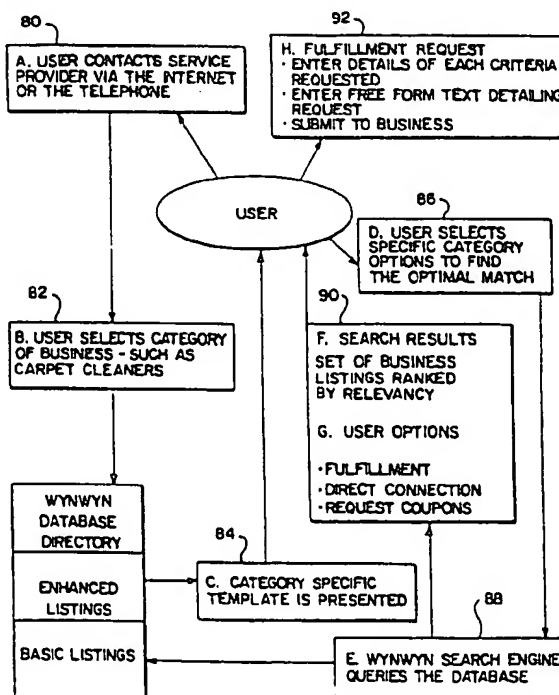 80
A. USER CONTACTS SERVICE
PROVIDER VIA THE INTERNET
OR THE TELEPHONE
92
H. FULFILLMENT REQUEST
• ENTER DETAILS OF EACH CRITERIA
REQUESTED
• ENTER FREE FORM TEXT DETAILING
REQUEST
• SUBMIT TO BUSINESS
USER
86
D. USER SELECTS
SPECIFIC CATEGORY
OPTIONS TO FIND
THE OPTIMAL MATCH
82
B. USER SELECTS CATEGORY
OF BUSINESS - SUCH AS
CARPET CLEANERS
90
F. SEARCH RESULTS
SET OF BUSINESS
LISTINGS RANKED
BY RELEVANCY
G. USER OPTIONS
• FULFILLMENT
• DIRECT CONNECTION
• REQUEST COUPONS
WYNWYN
DATABASE
DIRECTORY
ENHANCED
LISTINGS
BASIC LISTINGS
84
C. CATEGORY SPECIFIC
TEMPLATE IS PRESENTED
88
E. WYNWYN SEARCH ENGINE
QUERIES THE DATABASE